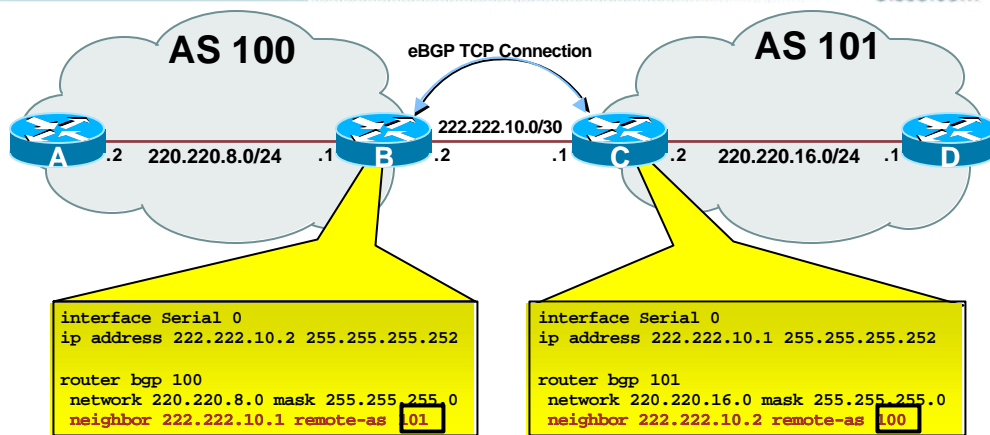 AS 100
eBGP TCP Connection
AS 101
222.222.10.0/30
A .2 220.220.8.0/24 .1 B .2 .1 C .2 220.220.16.0/24 .1 D
interface Serial 0
ip address 222.222.10.2 255.255.255.252
router bgp 100
network 220.220.8.0 mask 255.255.255.0
neighbor 222.222.10.1 remote-as 101
interface Serial 0
ip address 222.222.10.1 255.255.255.252
router bgp 101
network 220.220.16.0 mask 255.255.255.0
neighbor 222.222.10.2 remote-as 100